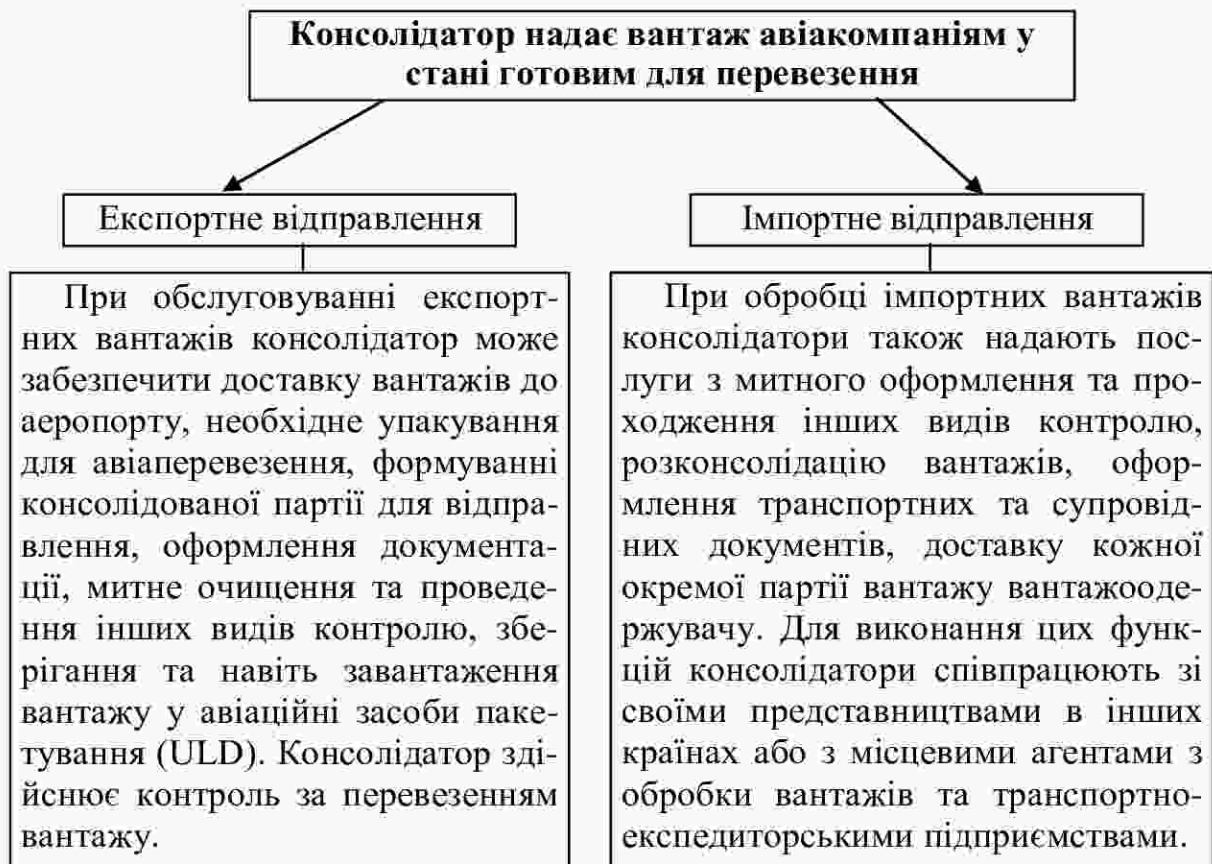 Консолідатор надає вантаж авіакомпаніям у
стані готовим для перевезення
Експортне відправлення
При обслуговуванні експорт-
них вантажів консолідатор може
забезпечити доставку вантажів до
аеропорту, необхідне упакування
для авіаперевезення, формуванні
консолідованої партії для відпра-
влення, оформлення документа-
ції, митне очищення та проведе-
ння інших видів контролю, збе-
рігання та навіть завантаження
вантажу у авіаційні засоби паке-
тування (ULD). Консолідатор зді-
йснює контроль за перевезенням
вантажу.
Імпортне відправлення
При обробці імпортних вантажів
консолідатори також надають пос-
луги з митного оформлення та про-
ходження інших видів контролю,
розконсолідацію вантажів, офор-
млення транспортних та супровід-
них документів, доставку кожної
окремої партії вантажу вантажооде-
ржувачу. Для виконання цих функ-
цій консолідатори співпрацюють зі
своїми представництвами в інших
країнах або з місцевими агентами з
обробки вантажів та транспортно-
експедиторськими підприємствами.